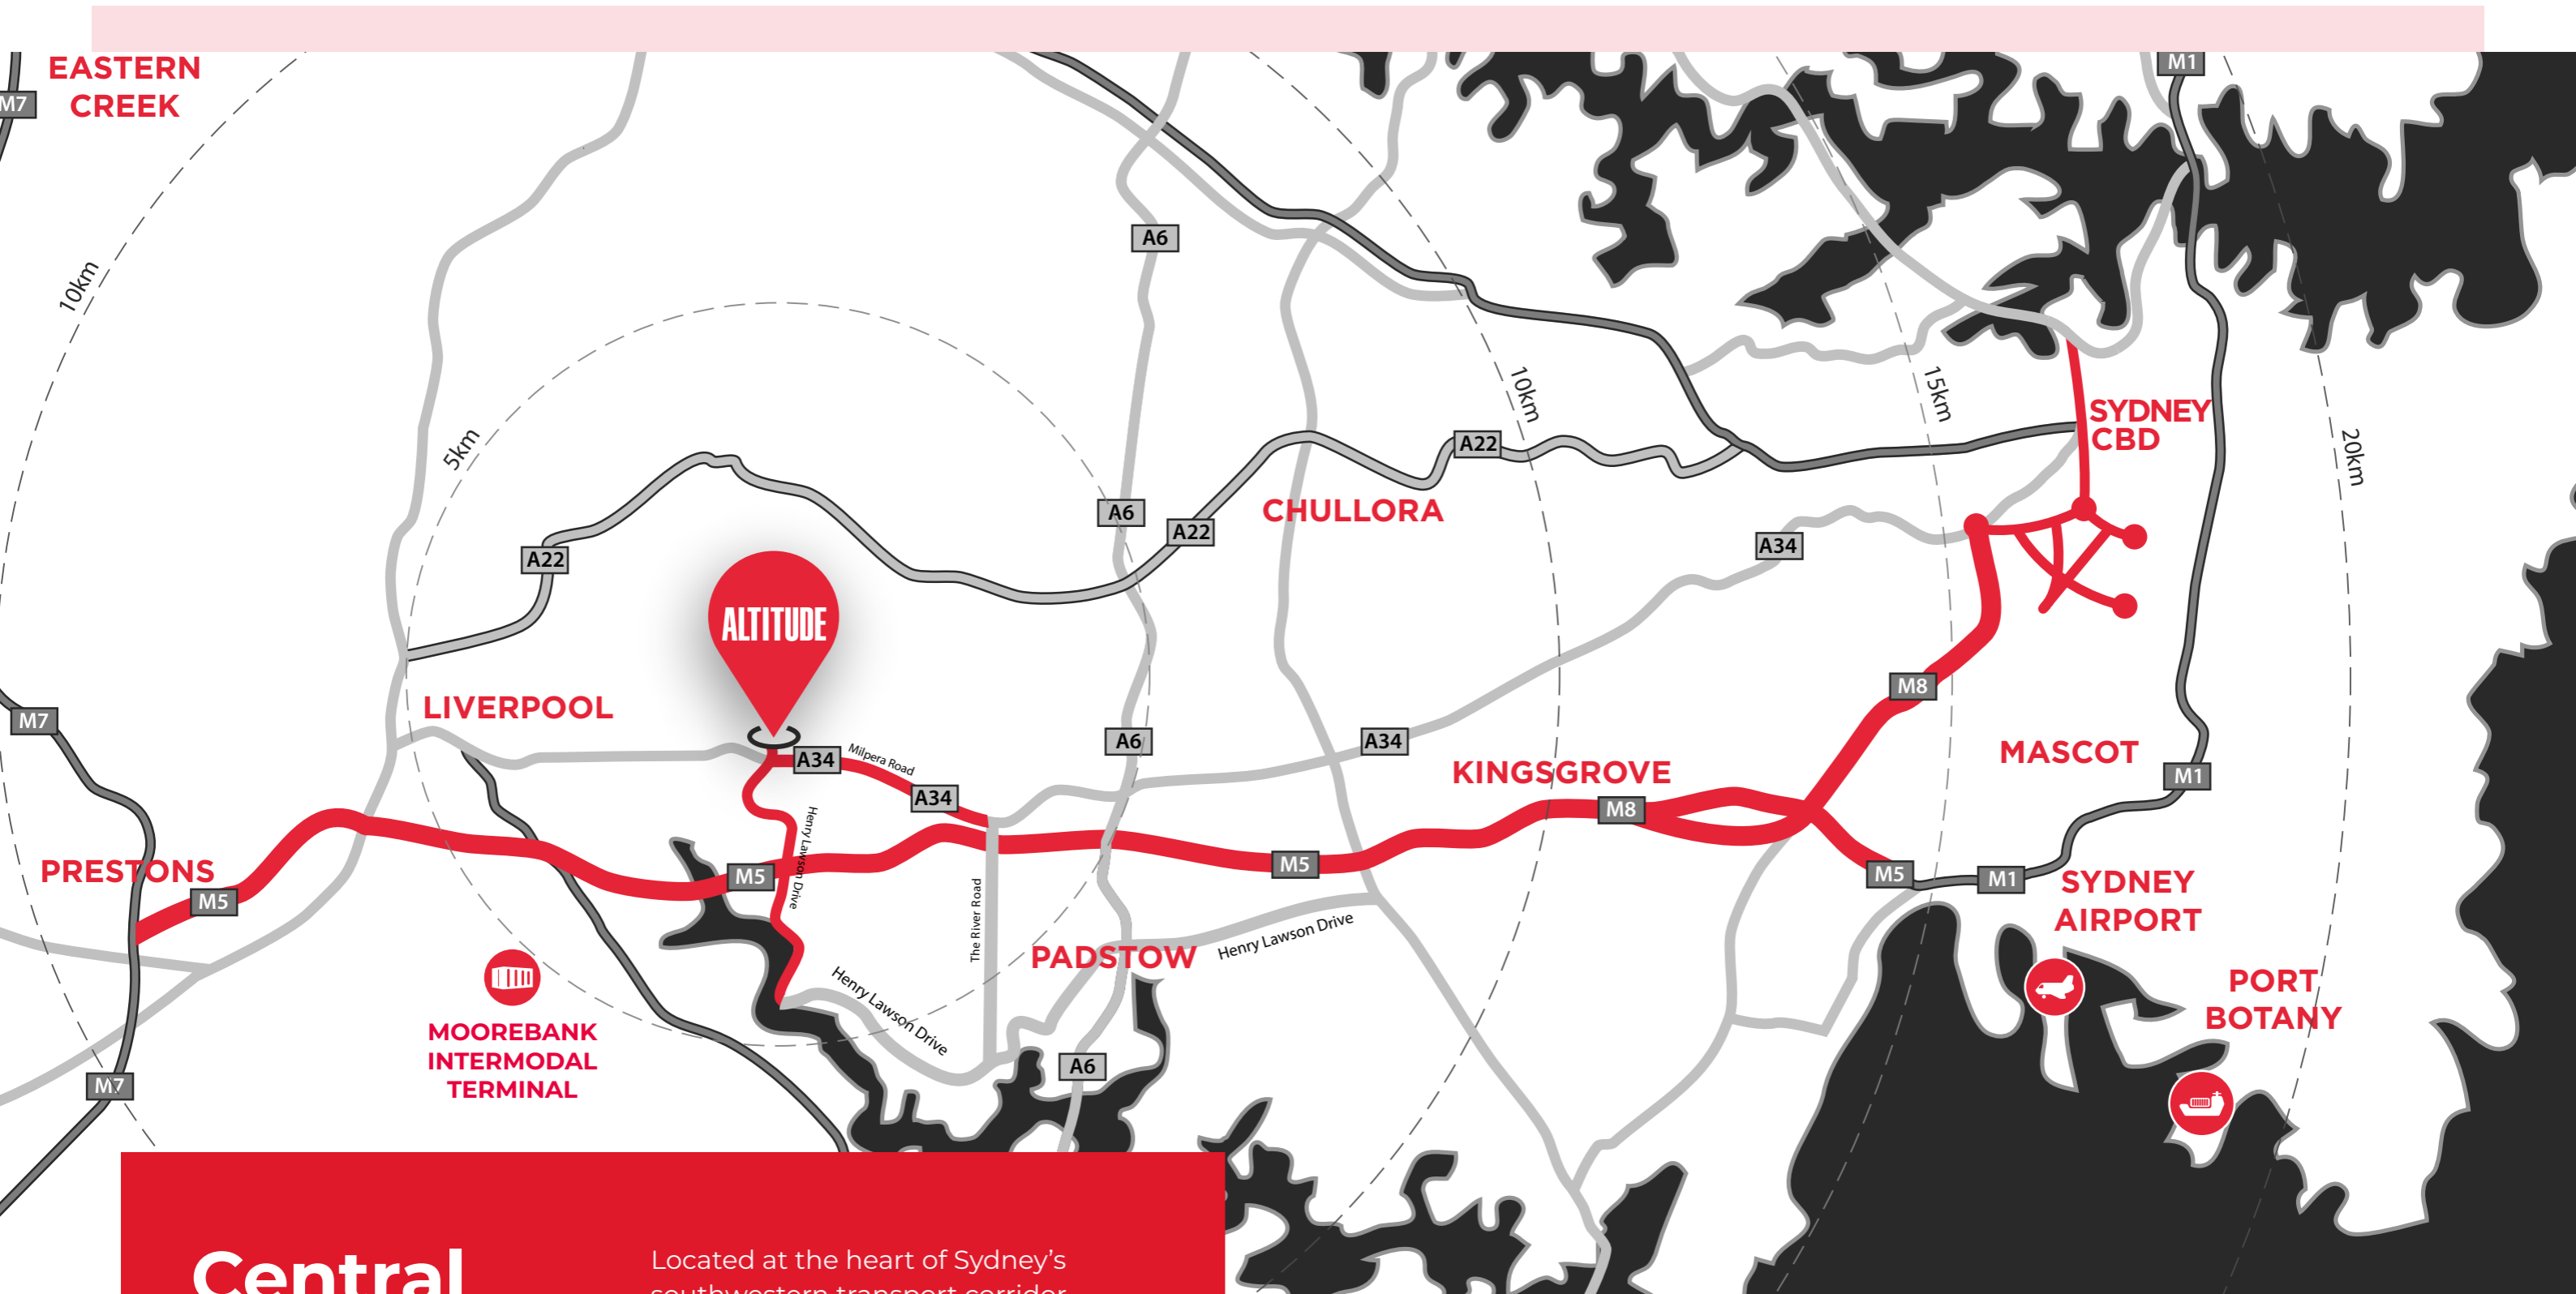 EASTERN
CREEK
M7
M1
10km
A6
5km
10km
15km
20km
SYDNEY
CBD
A22
A22
A22
A6
CHULLORA
A34
ALTITUDE
LIVERPOOL
M7
M8
A34
Milpera Road
A34
A6
A34
KINGSGROVE
M8
MASCOT
M1
PRESTONS
M5
M5
Henry Lawson Drive
M5
M5
M1
SYDNEY
AIRPORT
The River Road
PADSTOW
Henry Lawson Drive
Henry Lawson Drive
PORT
BOTANY
MOOREBANK
INTERMODAL
TERMINAL
A6
M7
Central
Located at the heart of Sydney's
southwestern transport corridor